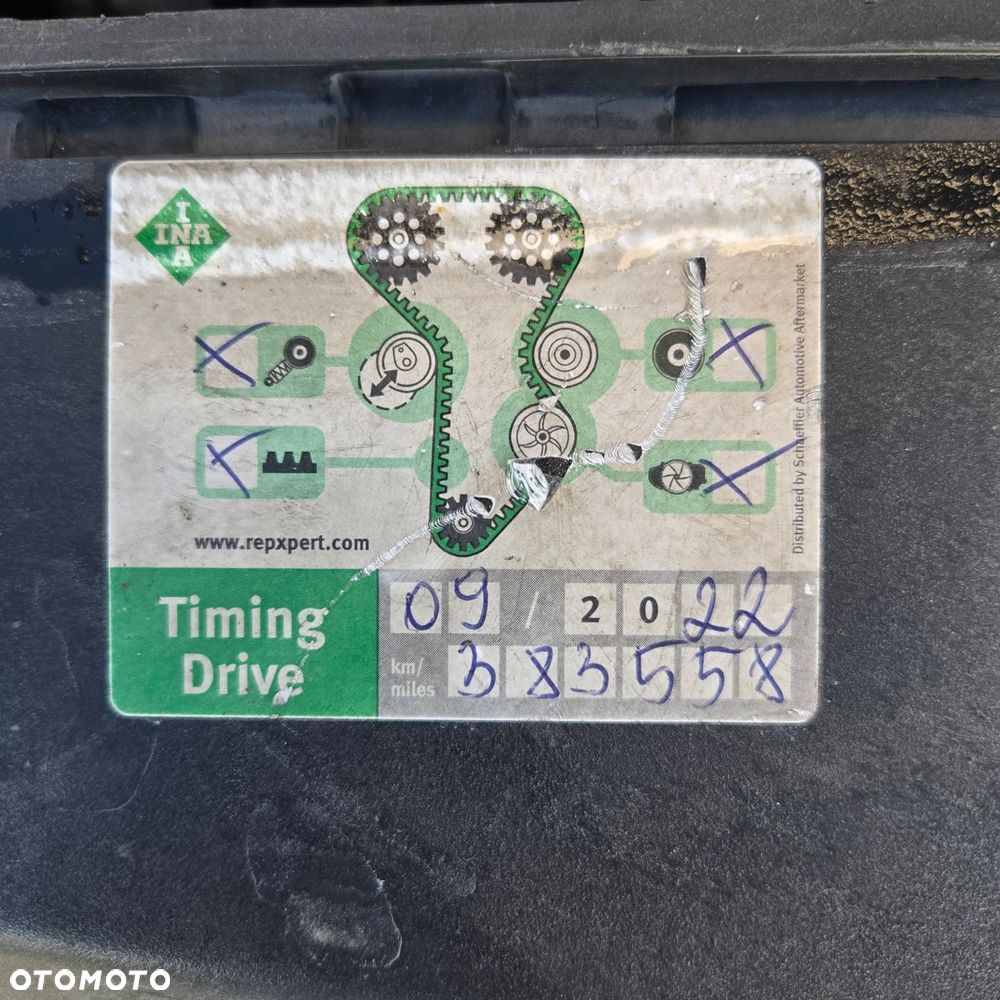 I
INA
A
X
X
X
X
www.repxpert.com
Distributed by Schaeffler Automotive Aftermarket
Timing
Drive
09 / 2022
km/
miles
383558
OTOMOTO